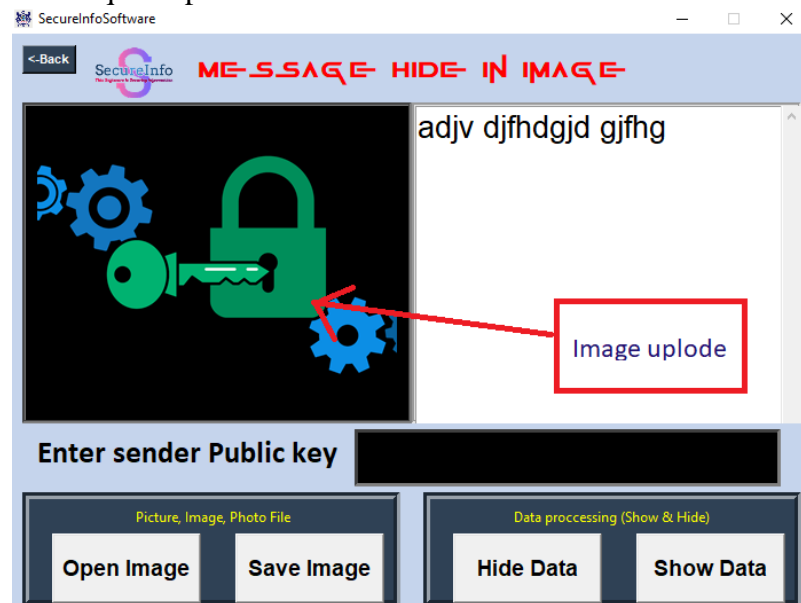 SecureInfoSoftware
<-Back
SecureInfo
MESSAGE HIDE IN IMAGE
adjv djfhdgjd gjfhg
Image uplode
Enter sender Public key
Picture, Image, Photo File
Data proccessing (Show & Hide)
Open Image
Save Image
Hide Data
Show Data